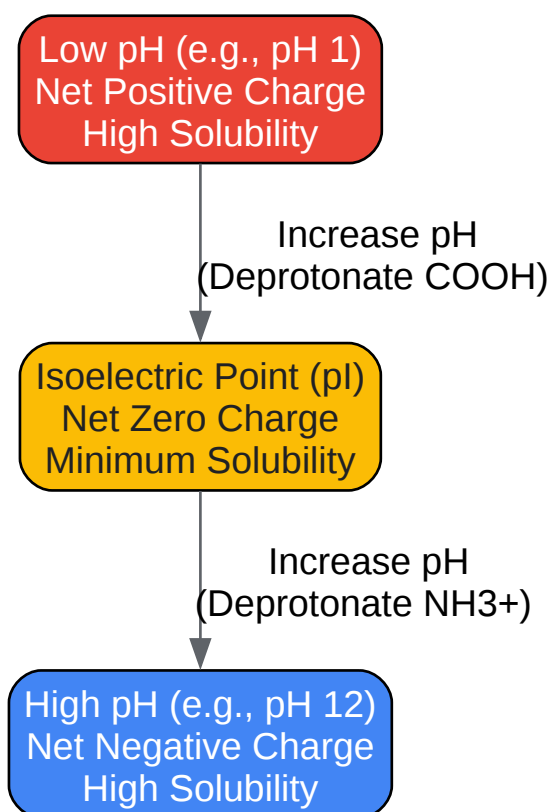 Low pH (e.g., pH 1)
Net Positive Charge
High Solubility
Increase pH
(Deprotonate COOH)
Isoelectric Point (pI)
Net Zero Charge
Minimum Solubility
Increase pH
(Deprotonate NH3+)
High pH (e.g., pH 12)
Net Negative Charge
High Solubility